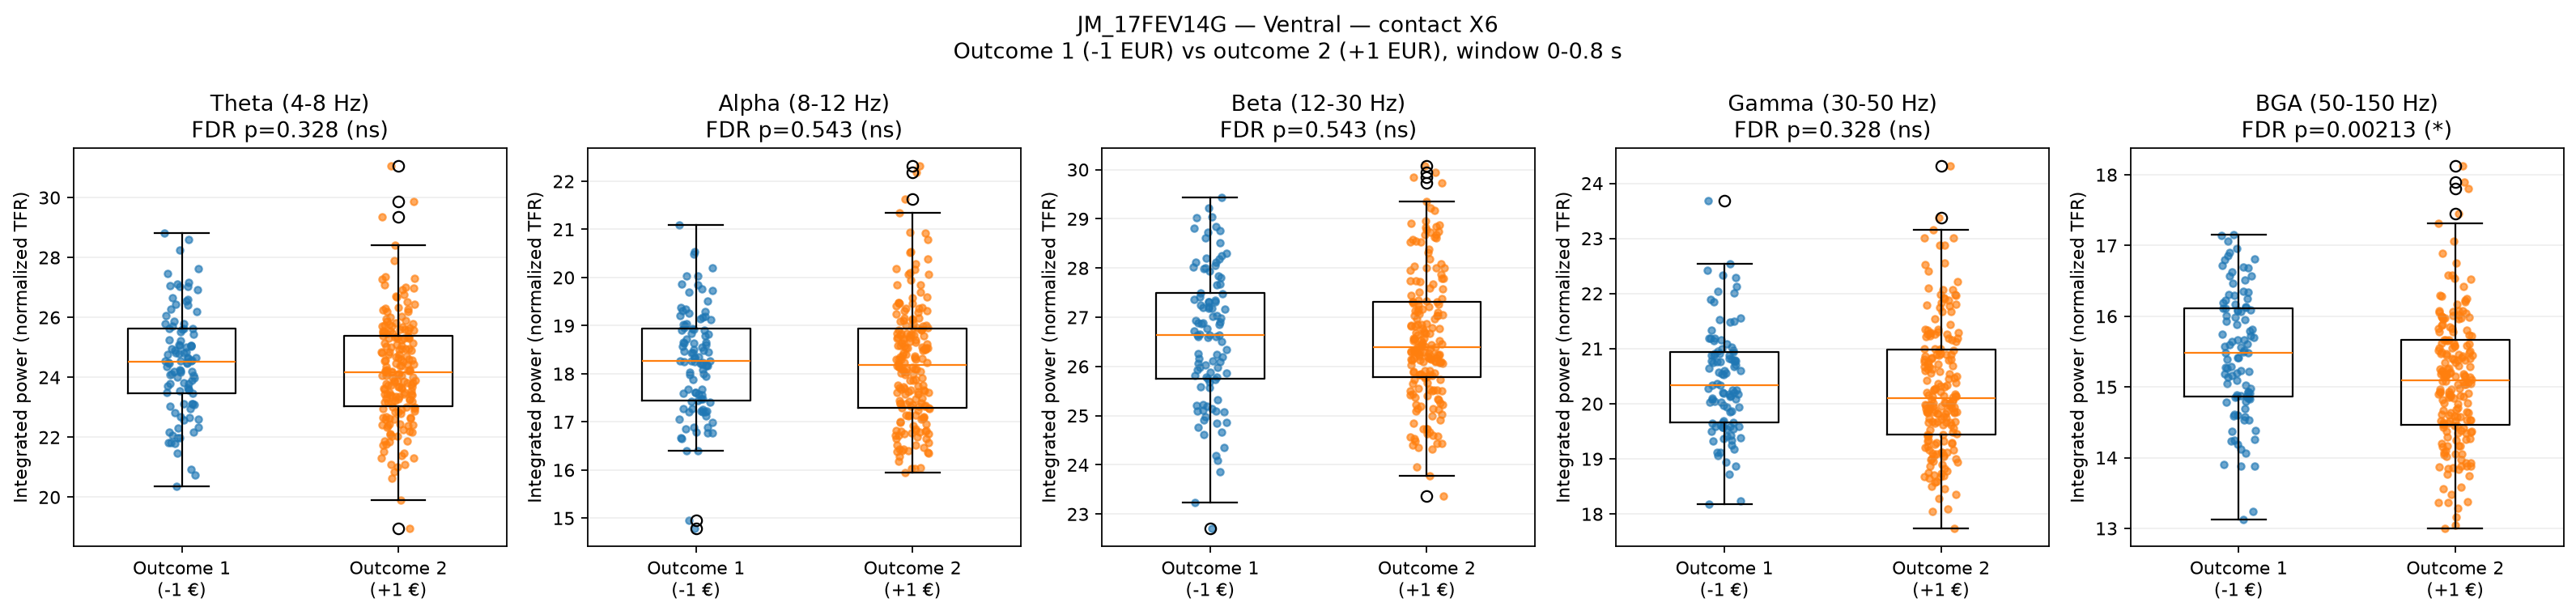 JM_17FEV14G — Ventral — contact X6
Outcome 1 (-1 EUR) vs outcome 2 (+1 EUR), window 0-0.8 s
Theta (4-8 Hz)
FDR p=0.328 (ns)
Integrated power (normalized TFR)
30
28
26
24
22
20
Outcome 1
(-1 €)
Outcome 2
(+1 €)
Alpha (8-12 Hz)
FDR p=0.543 (ns)
Integrated power (normalized TFR)
22
21
20
19
18
17
16
15
Outcome 1
(-1 €)
Outcome 2
(+1 €)
Beta (12-30 Hz)
FDR p=0.543 (ns)
Integrated power (normalized TFR)
30
29
28
27
26
25
24
23
Outcome 1
(-1 €)
Outcome 2
(+1 €)
Gamma (30-50 Hz)
FDR p=0.328 (ns)
Integrated power (normalized TFR)
24
23
22
21
20
19
18
Outcome 1
(-1 €)
Outcome 2
(+1 €)
BGA (50-150 Hz)
FDR p=0.00213 (*)
Integrated power (normalized TFR)
18
17
16
15
14
13
Outcome 1
(-1 €)
Outcome 2
(+1 €)